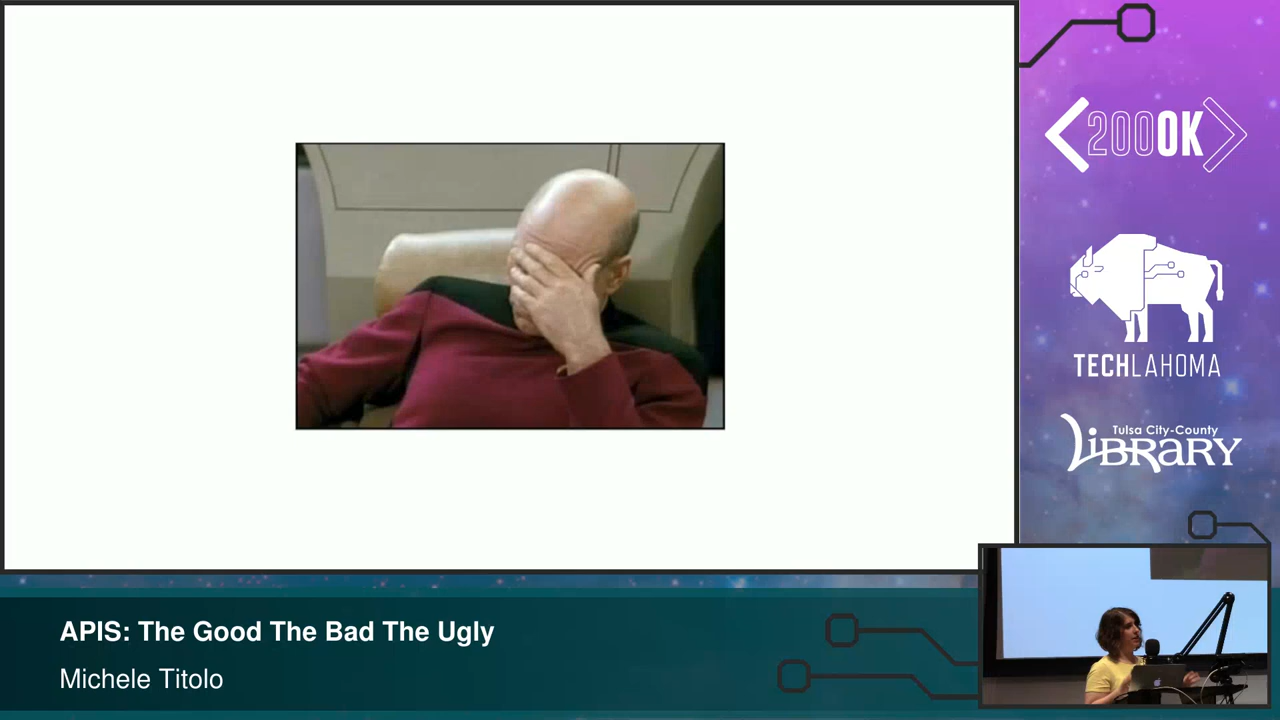 200OK
TECHLAHOMA
Tulsa City-County
LiBRARY
APIS: The Good The Bad The Ugly
Michele Titolo